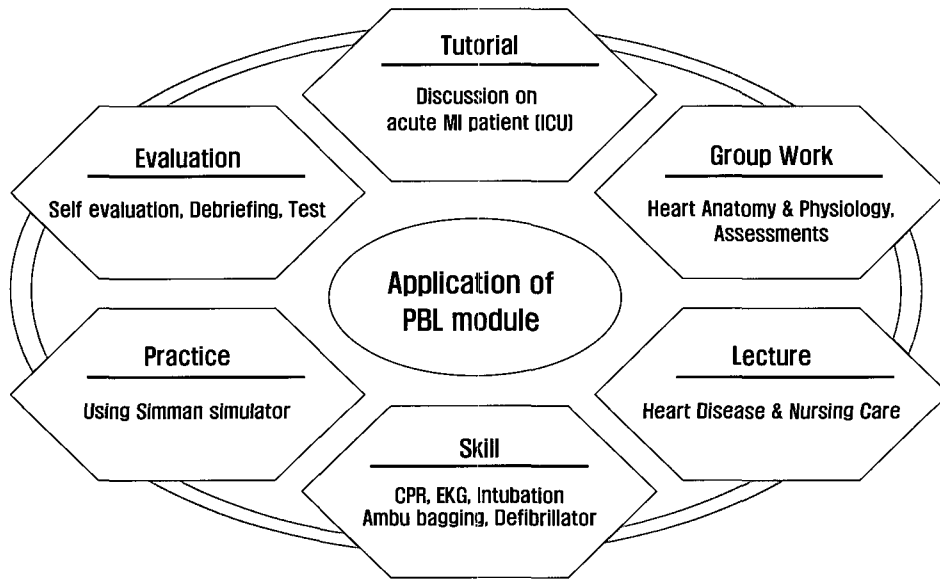 Tutorial
Discussion on
acute MI patient (ICU)
Group Work
Heart Anatomy & Physiology,
Assessments
Lecture
Heart Disease & Nursing Care
Skill
CPR, EKG, Intubation
Ambu bagging, Defibrillator
Practice
Using Simman simulator
Evaluation
Self evaluation, Debriefing, Test
Application of
PBL module